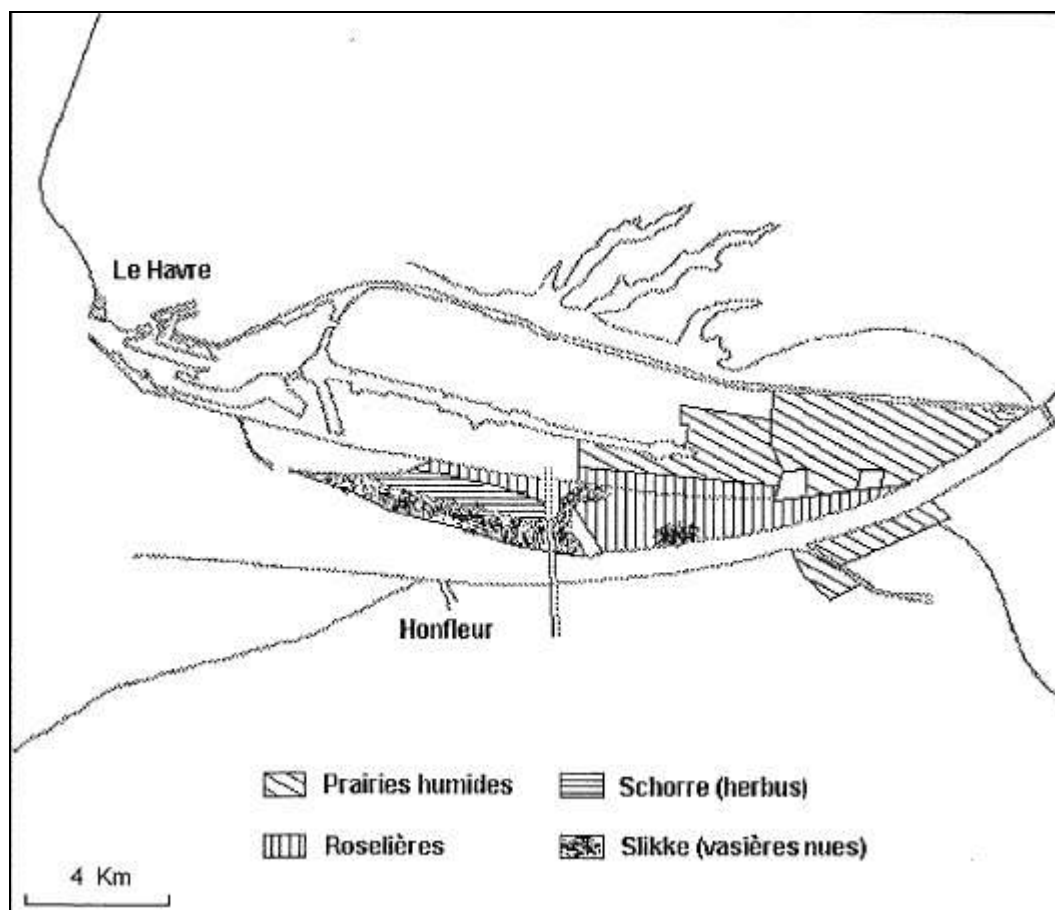 Le Havre
Honfleur
Prairies humides
Schorre (herbus)
Roselières
Slikke (vasières nues)
4 Km